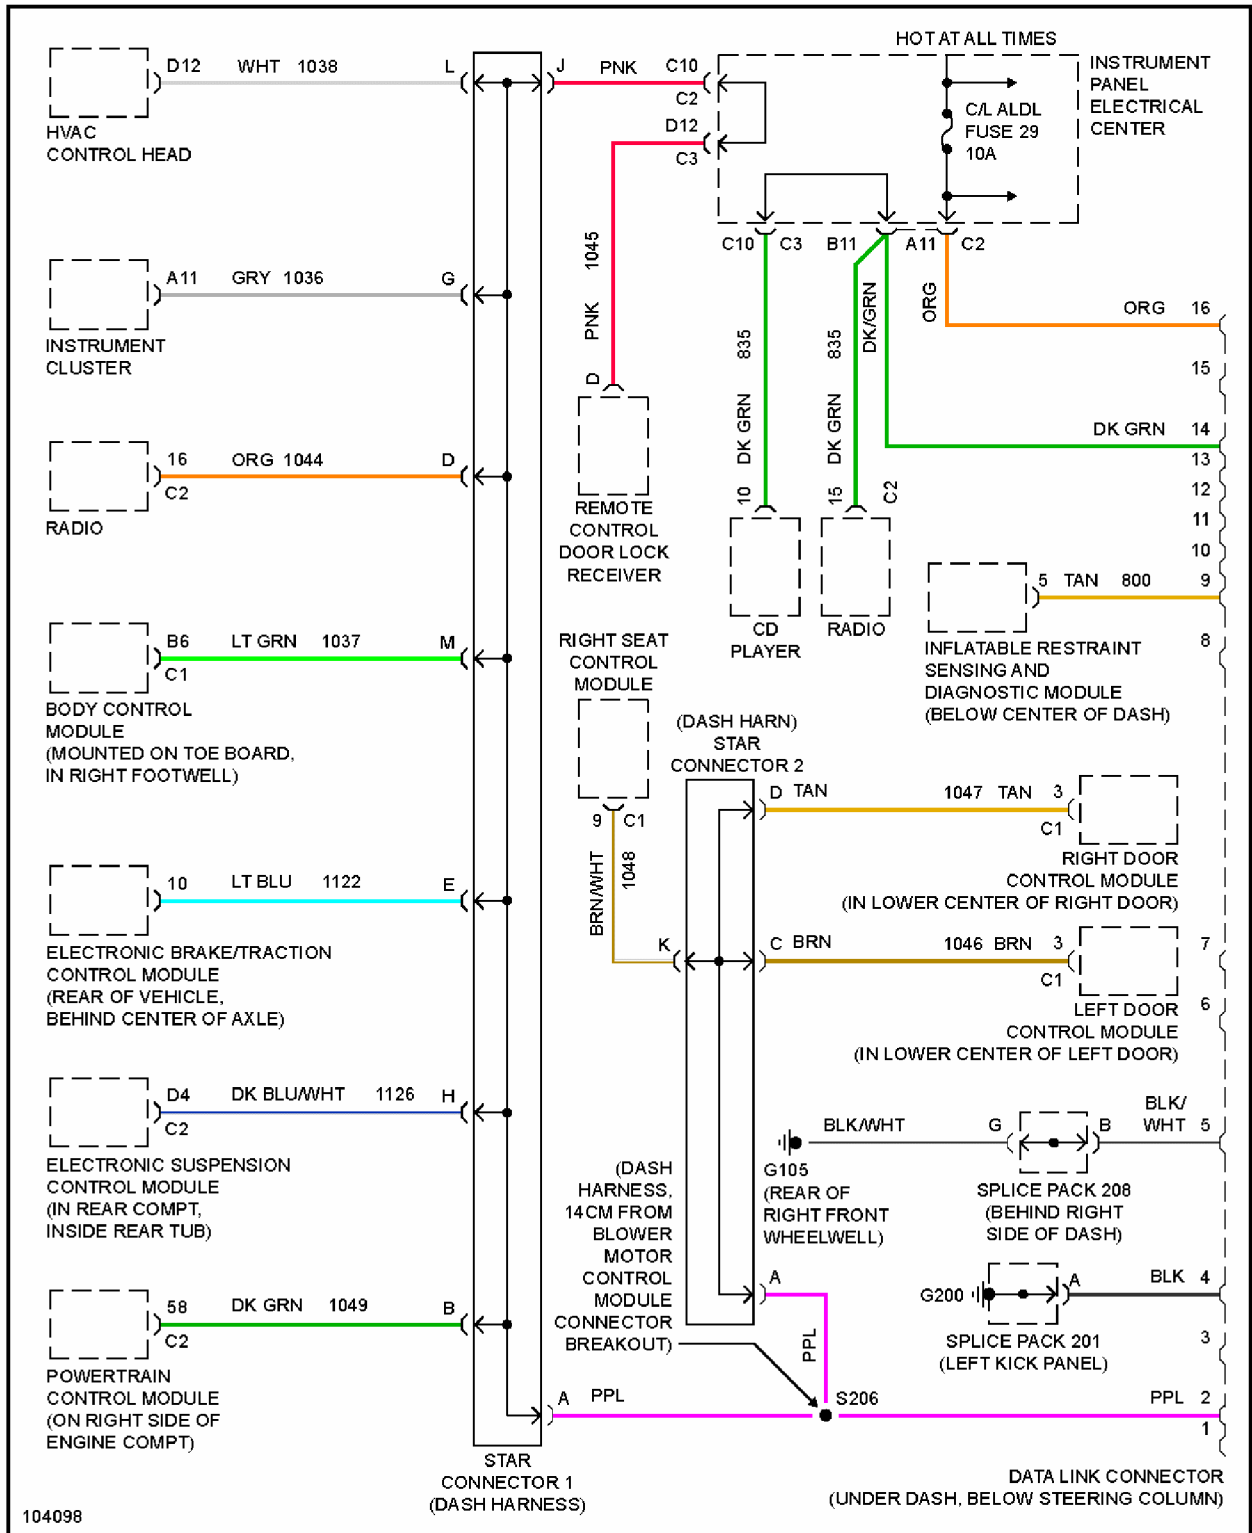 HOT AT ALL TIMES
INSTRUMENT
PANEL
ELECTRICAL
CENTER
C/L ALDL
FUSE 29
10A
D12 WHT 1038 L
HVAC
CONTROL HEAD
J PNK C10
C2
D12
C3
C10 C3 B11 A11 C2
A11 GRY 1036 G
INSTRUMENT
CLUSTER
PNK 1045
D
REMOTE
CONTROL
DOOR LOCK
RECEIVER
DK GRN 835
10
CD
PLAYER
DK GRN 835
DK/GRN
15 C2
RADIO
ORG
ORG 16
15
DK GRN 14
13
12
11
10
9
5 TAN 800
INFLATABLE RESTRAINT
SENSING AND
DIAGNOSTIC MODULE
(BELOW CENTER OF DASH)
8
16 ORG 1044 D
C2
RADIO
B6 LT GRN 1037 M
C1
BODY CONTROL
MODULE
(MOUNTED ON TOE BOARD,
IN RIGHT FOOTWELL)
RIGHT SEAT
CONTROL
MODULE
9 C1
BRN/WHT 1048
K
(DASH HARN)
STAR
CONNECTOR 2
D TAN 1047 TAN 3
C1
RIGHT DOOR
CONTROL MODULE
(IN LOWER CENTER OF RIGHT DOOR)
C BRN 1046 BRN 3
C1
LEFT DOOR
CONTROL MODULE
(IN LOWER CENTER OF LEFT DOOR)
7
6
10 LT BLU 1122 E
ELECTRONIC BRAKE/TRACTION
CONTROL MODULE
(REAR OF VEHICLE,
BEHIND CENTER OF AXLE)
D4 DK BLU/WHT 1126 H
C2
ELECTRONIC SUSPENSION
CONTROL MODULE
(IN REAR COMPT,
INSIDE REAR TUB)
BLK/WHT G B BLK/
WHT 5
G105
(REAR OF
RIGHT FRONT
WHEELWELL)
SPLICE PACK 208
(BEHIND RIGHT
SIDE OF DASH)
(DASH
HARNESS,
14CM FROM
BLOWER
MOTOR
CONTROL
MODULE
CONNECTOR
BREAKOUT)
A
PPL
G200 A BLK 4
SPLICE PACK 201
(LEFT KICK PANEL)
3
58 DK GRN 1049 B
C2
POWERTRAIN
CONTROL MODULE
(ON RIGHT SIDE OF
ENGINE COMPT)
A PPL S206 PPL 2
1
STAR
CONNECTOR 1
(DASH HARNESS)
DATA LINK CONNECTOR
(UNDER DASH, BELOW STEERING COLUMN)
104098